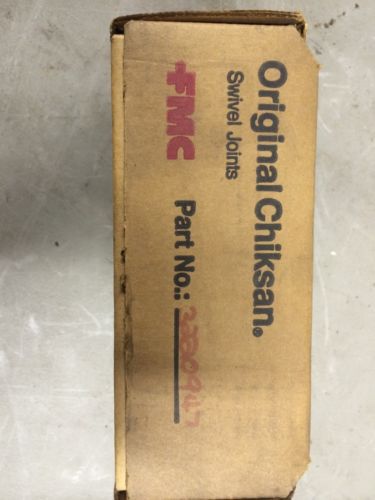 Original Chiksan®
Swivel Joints
FMC Part No.: